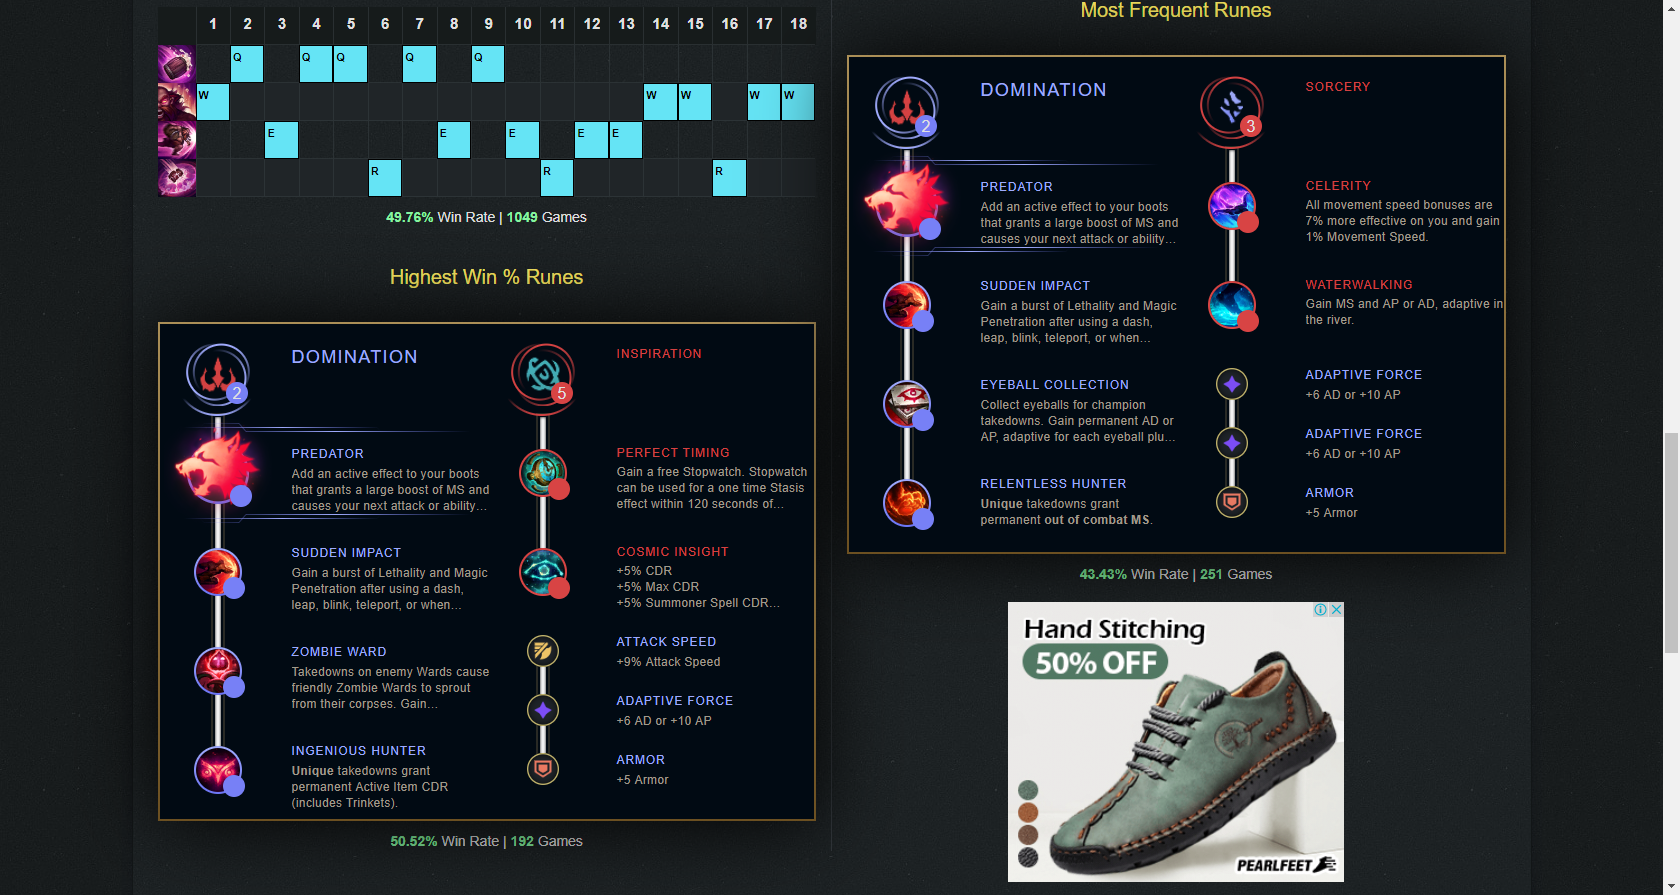 1 2 3 4 5 6 7 8 9 10 11 12 13 14 15 16 17 18
Q Q Q Q Q
W W W W W
E E E E E
R R R
49.76% Win Rate | 1049 Games
Highest Win % Runes
2
DOMINATION
PREDATOR
Add an active effect to your boots
that grants a large boost of MS and
causes your next attack or ability...
SUDDEN IMPACT
Gain a burst of Lethality and Magic
Penetration after using a dash,
leap, blink, teleport, or when...
ZOMBIE WARD
Takedowns on enemy Wards cause
friendly Zombie Wards to sprout
from their corpses. Gain...
INGENIOUS HUNTER
Unique takedowns grant
permanent Active Item CDR
(includes Trinkets).
5
INSPIRATION
PERFECT TIMING
Gain a free Stopwatch. Stopwatch
can be used for a one time Stasis
effect within 120 seconds of...
COSMIC INSIGHT
+5% CDR
+5% Max CDR
+5% Summoner Spell CDR...
ATTACK SPEED
+9% Attack Speed
ADAPTIVE FORCE
+6 AD or +10 AP
ARMOR
+5 Armor
50.52% Win Rate | 192 Games
Most Frequent Runes
2
DOMINATION
PREDATOR
Add an active effect to your boots
that grants a large boost of MS and
causes your next attack or ability...
SUDDEN IMPACT
Gain a burst of Lethality and Magic
Penetration after using a dash,
leap, blink, teleport, or when...
EYEBALL COLLECTION
Collect eyeballs for champion
takedowns. Gain permanent AD or
AP, adaptive for each eyeball plu...
RELENTLESS HUNTER
Unique takedowns grant
permanent out of combat MS.
3
SORCERY
CELERITY
All movement speed bonuses are
7% more effective on you and gain
1% Movement Speed.
WATERWALKING
Gain MS and AP or AD, adaptive in
the river.
ADAPTIVE FORCE
+6 AD or +10 AP
ADAPTIVE FORCE
+6 AD or +10 AP
ARMOR
+5 Armor
43.43% Win Rate | 251 Games
Hand Stitching
50% OFF
PEARLFEET